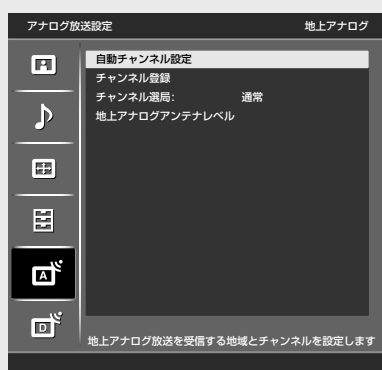 アナログ放送設定 地上アナログ
自動チャンネル設定
チャンネル登録
チャンネル選局: 通常
地上アナログアンテナレベル
A
D
地上アナログ放送を受信する地域とチャンネルを設定します